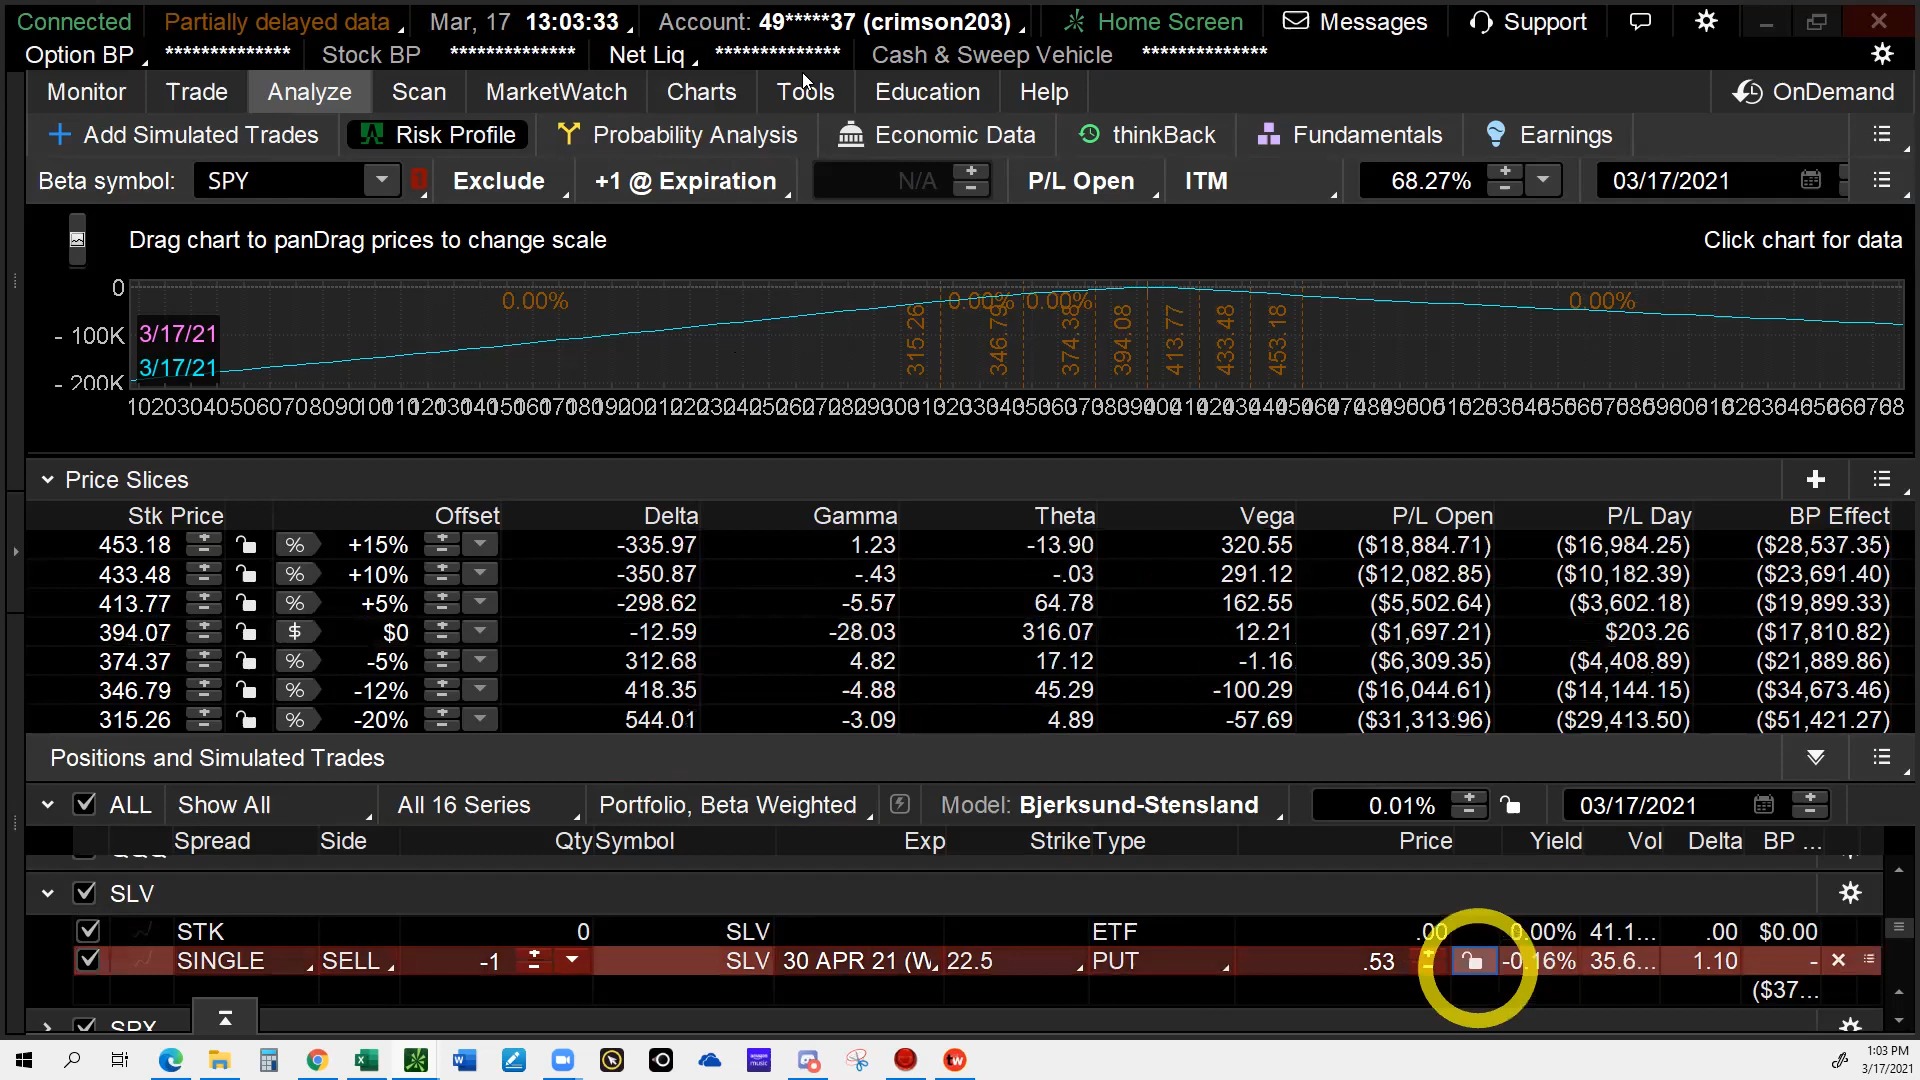 Connected Partially delayed data Mar, 17 13:03:33 Account: 49*****37 (crimson203) Home Screen Messages Support
Option BP ************** Stock BP ************** Net Liq ************** Cash & Sweep Vehicle **************
Monitor Trade Analyze Scan MarketWatch Charts Tools Education Help OnDemand
Add Simulated Trades Risk Profile Probability Analysis Economic Data thinkBack Fundamentals Earnings
Beta symbol: SPY Exclude +1 @ Expiration N/A P/L Open ITM 68.27% 03/17/2021
Drag chart to panDrag prices to change scale Click chart for data
0 0.00% 0.00% 0.00% 0.00%
315.26 346.79 374.38 394.08 413.77 433.48 453.18
- 100K 3/17/21
3/17/21
- 200K
Price Slices
Stk Price Offset Delta Gamma Theta Vega P/L Open P/L Day BP Effect
453.18 % +15% -335.97 1.23 -13.90 320.55 ($18,884.71) ($16,984.25) ($28,537.35)
433.48 % +10% -350.87 -.43 -.03 291.12 ($12,082.85) ($10,182.39) ($23,691.40)
413.77 % +5% -298.62 -5.57 64.78 162.55 ($5,502.64) ($3,602.18) ($19,899.33)
394.07 $ $0 -12.59 -28.03 316.07 12.21 ($1,697.21) $203.26 ($17,810.82)
374.37 % -5% 312.68 4.82 17.12 -1.16 ($6,309.35) ($4,408.89) ($21,889.86)
346.79 % -12% 418.35 -4.88 45.29 -100.29 ($16,044.61) ($14,144.15) ($34,673.46)
315.26 % -20% 544.01 -3.09 4.89 -57.69 ($31,313.96) ($29,413.50) ($51,421.27)
Positions and Simulated Trades
ALL Show All All 16 Series Portfolio, Beta Weighted Model: Bjerksund-Stensland 0.01% 03/17/2021
Spread Side Qty Symbol Exp Strike Type Price Yield Vol Delta BP ...
SLV
STK 0 SLV ETF .00 0.00% 41.1... .00 $0.00
SINGLE SELL -1 SLV 30 APR 21 (W 22.5 PUT .53 -0.16% 35.6... 1.10 -
($37...
SPX
1:03 PM
3/17/2021